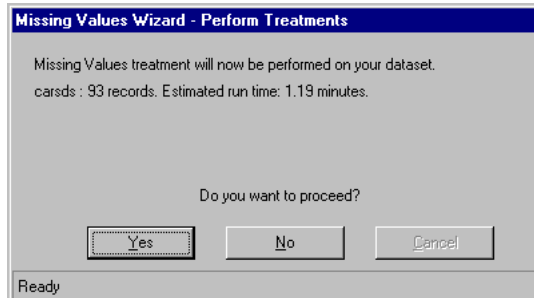 Missing Values Wizard - Perform Treatments
Missing Values treatment will now be performed on your dataset.
carsds : 93 records. Estimated run time: 1.19 minutes.
Do you want to proceed?
Yes No Cancel
Ready